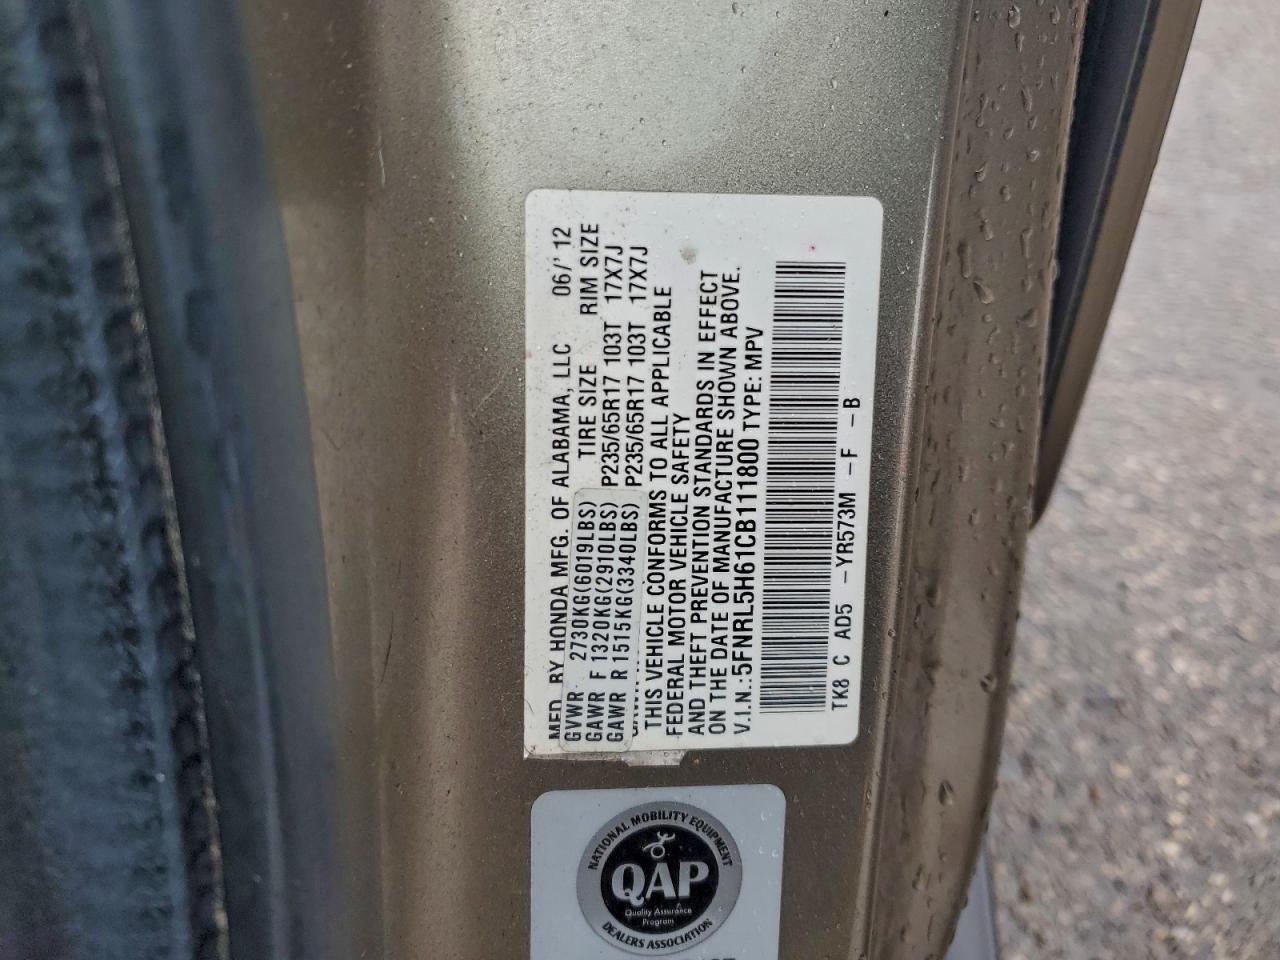 MFD. BY HONDA MFG. OF ALABAMA, LLC 06/'12
GVWR 2730KG(6019LBS) TIRE SIZE RIM SIZE
GAWR F 1320KG(2910LBS) P235/65R17 103T 17X7J
GAWR R 1515KG(3340LBS) P235/65R17 103T 17X7J
THIS VEHICLE CONFORMS TO ALL APPLICABLE
FEDERAL MOTOR VEHICLE SAFETY
AND THEFT PREVENTION STANDARDS IN EFFECT
ON THE DATE OF MANUFACTURE SHOWN ABOVE.
V.I.N.:5FNRL5H61CB111800 TYPE: MPV
TK8 C AD5 -YR573M -F -B
NATIONAL MOBILITY EQUIPMENT
QAP
Quality Assurance
Program
DEALERS ASSOCIATION